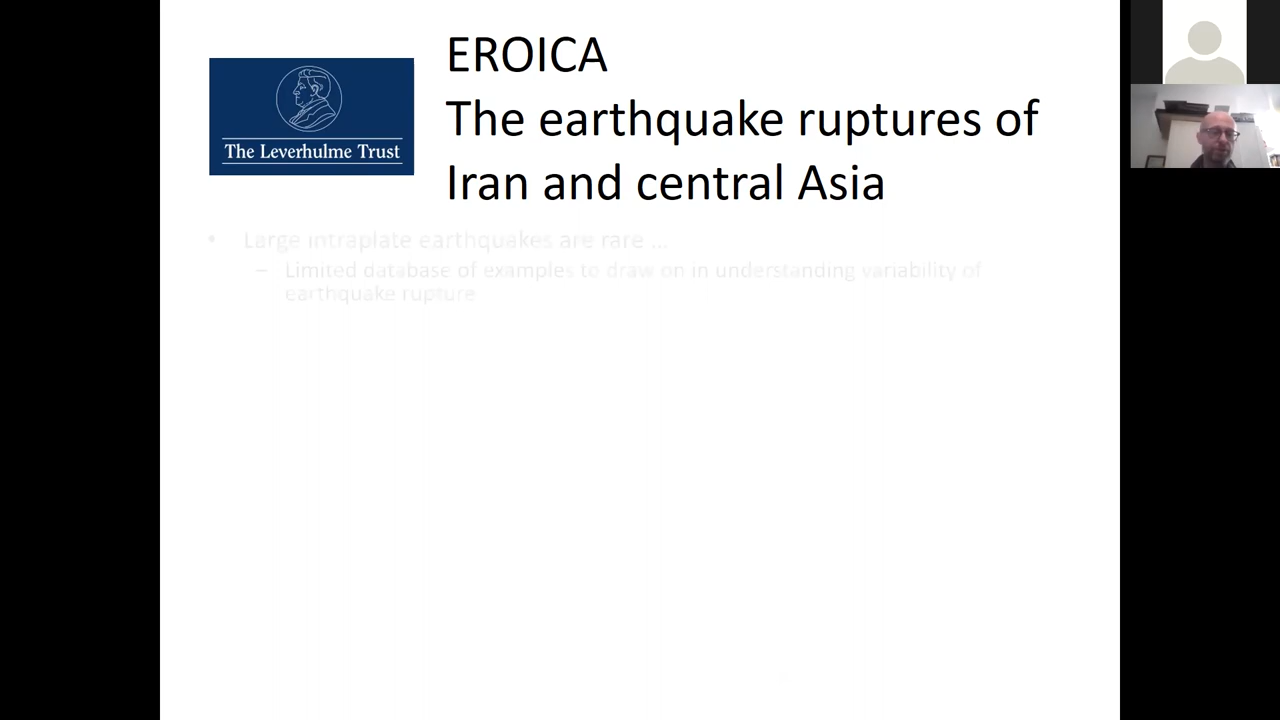 EROICA
The earthquake ruptures of
Iran and central Asia
The Leverhulme Trust
• Large intraplate earthquakes are rare ...
– Limited database of examples to draw on in understanding variability of
earthquake rupture